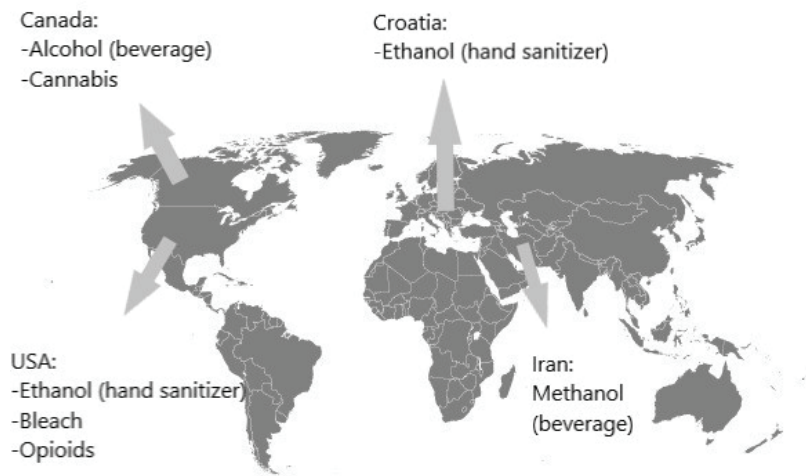 Canada:
-Alcohol (beverage)
-Cannabis
Croatia:
-Ethanol (hand sanitizer)
USA:
-Ethanol (hand sanitizer)
-Bleach
-Opioids
Iran:
Methanol
(beverage)